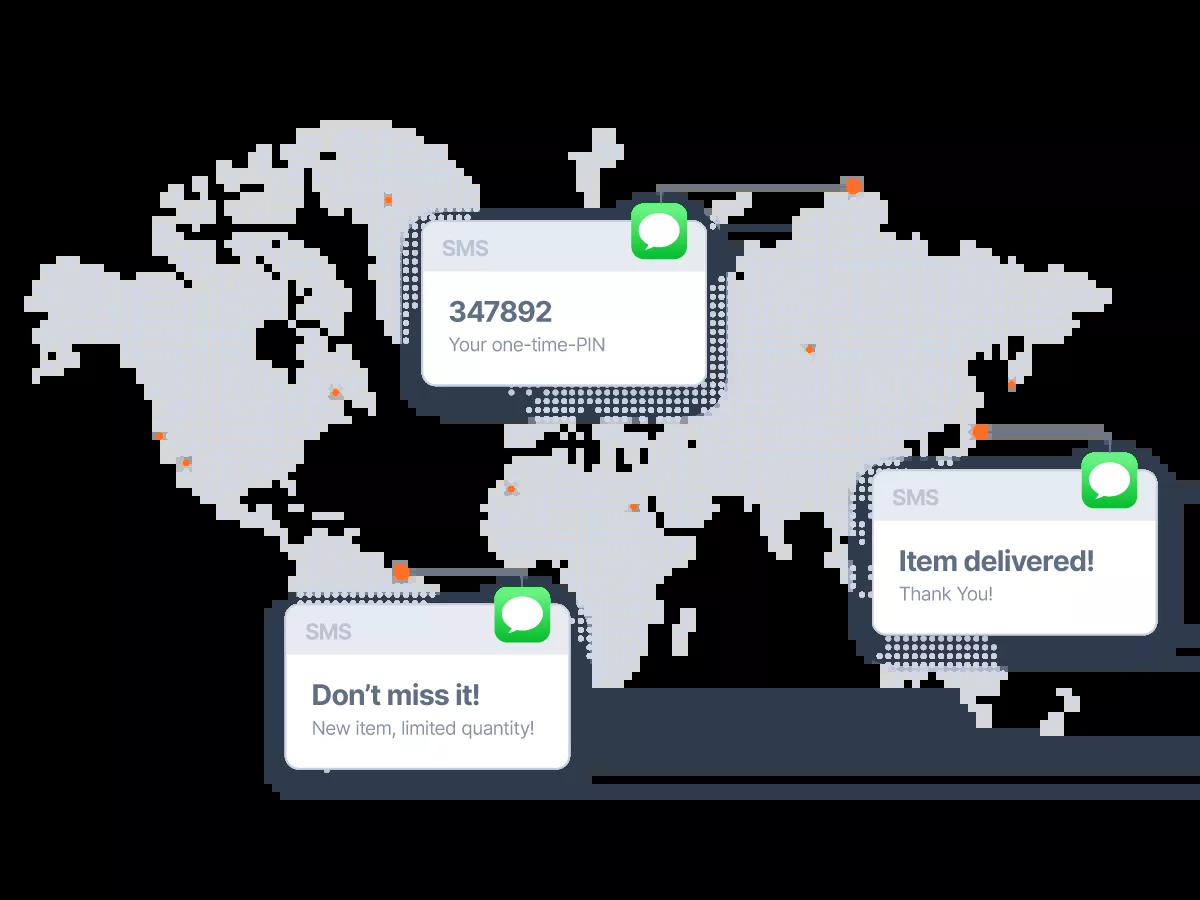 SMS
347892
Your one-time-PIN
SMS
Item delivered!
Thank You!
SMS
Don’t miss it!
New item, limited quantity!